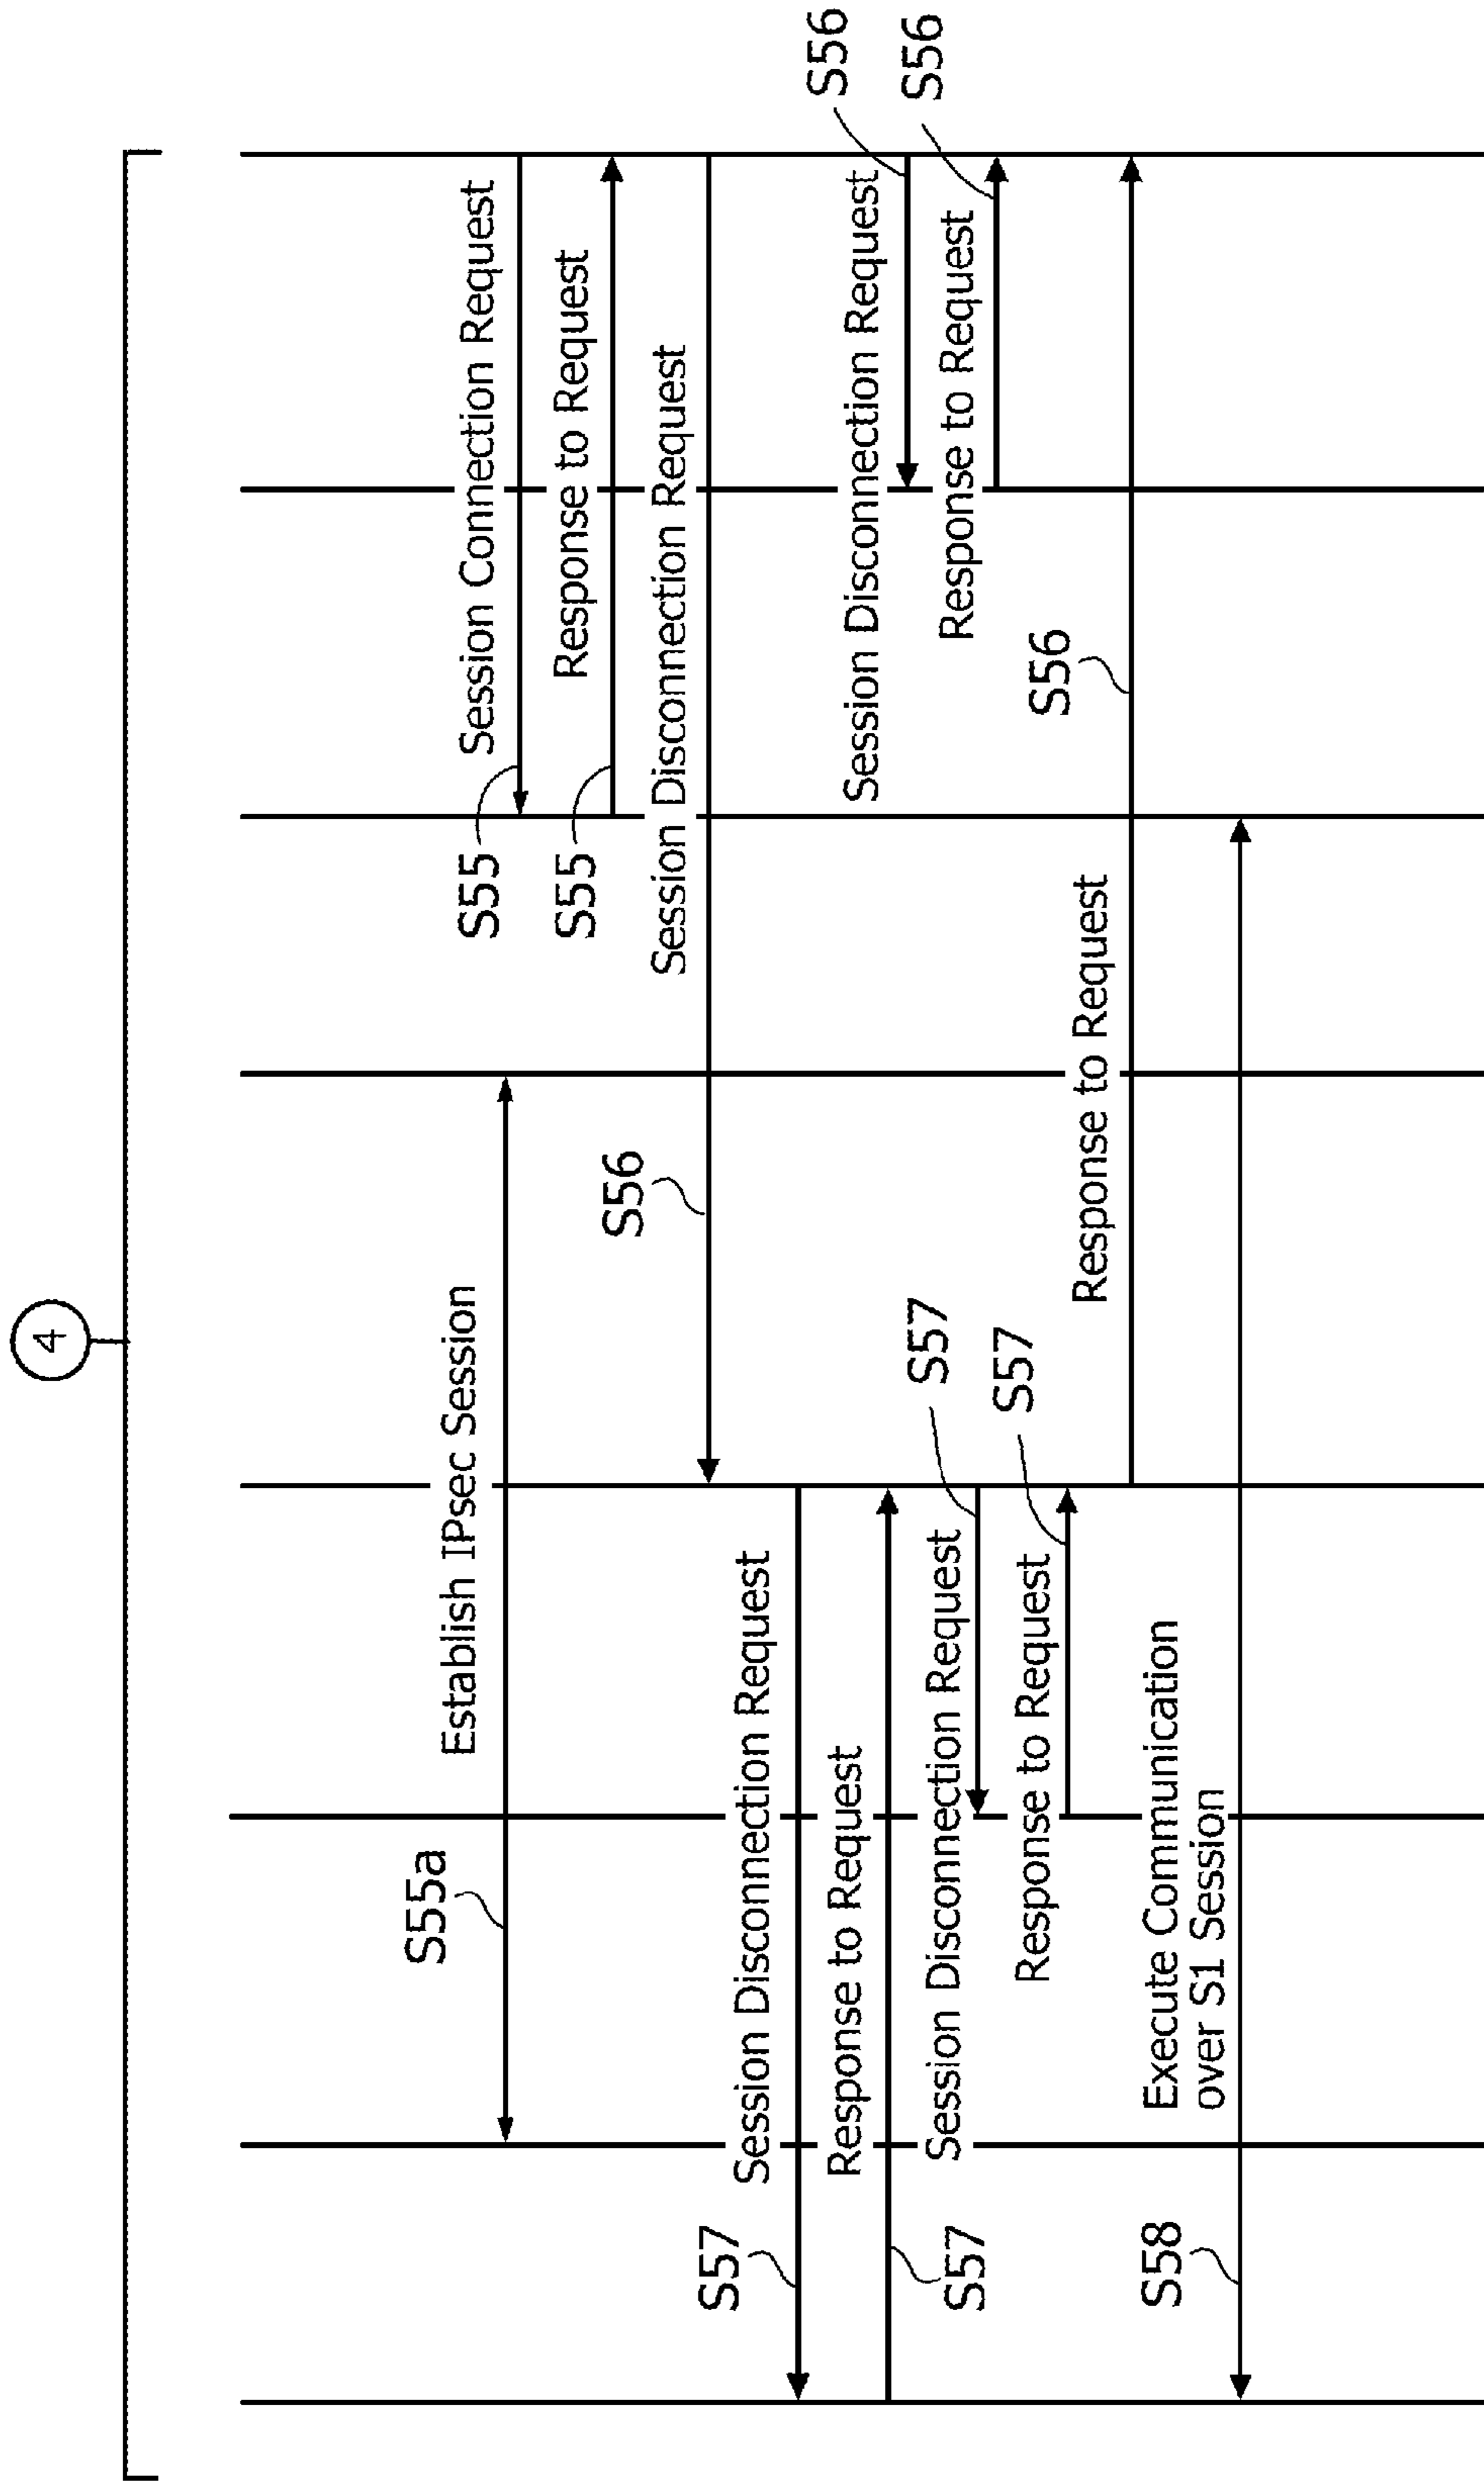 4
S55a
Establish IPsec Session
S55
Session Connection Request
S55
Response to Request
S56
Session Disconnection Request
S57
Session Disconnection Request
S56
Response to Request
Session Disconnection Request
S56
S57
Session Disconnection Request
Response to Request
S57
S57
Response to Request
S56
Response to Request
S58
Execute Communication
over S1 Session